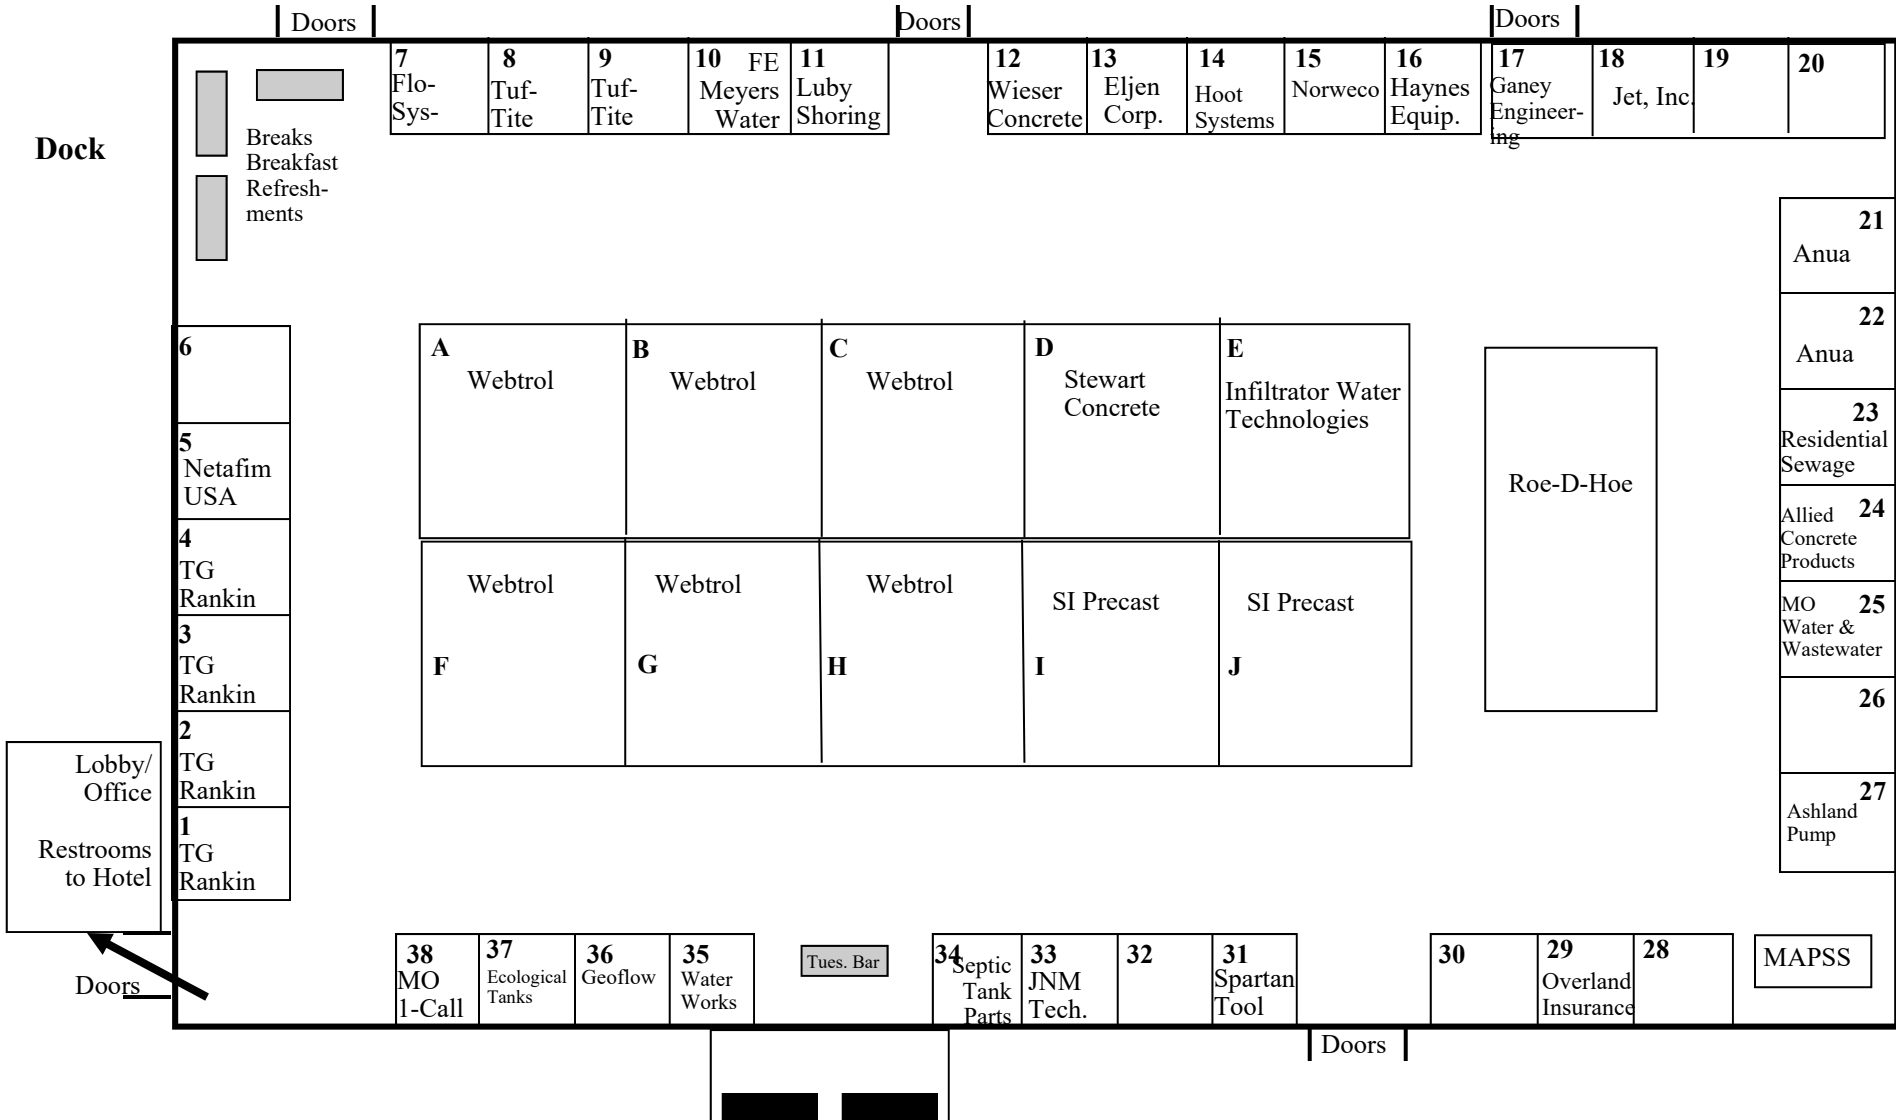 Doors
Doors
Doors
Dock
Breaks
Breakfast
Refresh-
ments
7
Flo-
Sys-
8
Tuf-
Tite
9
Tuf-
Tite
10 FE
Meyers
Water
11
Luby
Shoring
12
Wieser
Concrete
13
Eljen
Corp.
14
Hoot
Systems
15
Norweco
16
Haynes
Equip.
17
Ganey
Engineer-
ing
18
Jet, Inc.
19
20
21
Anua
22
Anua
23
Residential
Sewage
24
Allied
Concrete
Products
25
MO
Water &
Wastewater
26
27
Ashland
Pump
6
5
Netafim
USA
4
TG
Rankin
3
TG
Rankin
2
TG
Rankin
1
TG
Rankin
A
Webtrol
B
Webtrol
C
Webtrol
D
Stewart
Concrete
E
Infiltrator Water
Technologies
Webtrol
F
Webtrol
G
Webtrol
H
SI Precast
I
SI Precast
J
Roe-D-Hoe
Lobby/
Office
Restrooms
to Hotel
Doors
38
MO
1-Call
37
Ecological
Tanks
36
Geoflow
35
Water
Works
Tues. Bar
34
Septic
Tank
Parts
33
JNM
Tech.
32
31
Spartan
Tool
30
29
Overland
Insurance
28
MAPSS
Doors